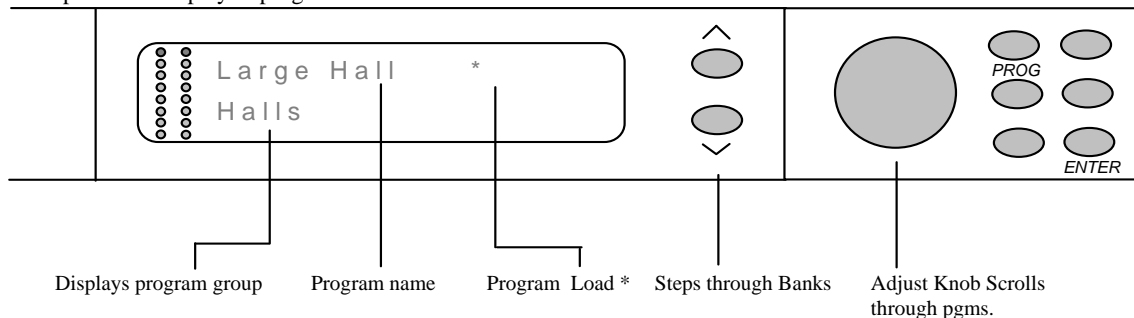 Large Hall *
Halls
PROG
ENTER
Displays program group
Program name
Program Load *
Steps through Banks
Adjust Knob Scrolls
through pgms.